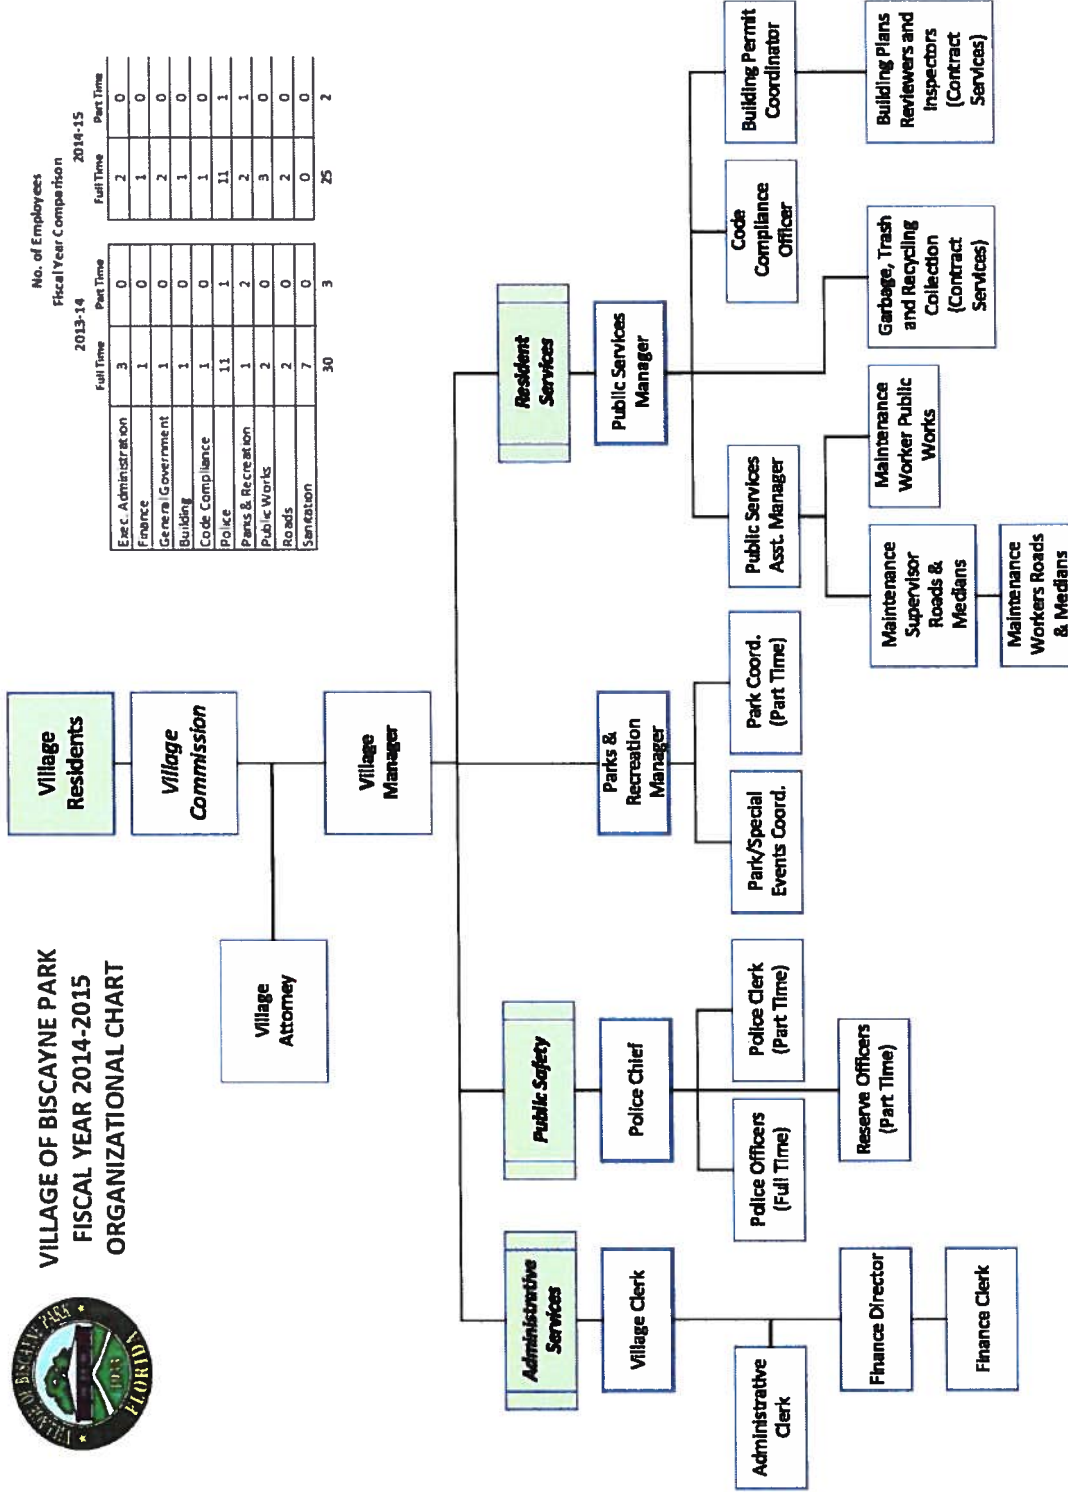 VILLAGE OF BISCAYNE PARK
FISCAL YEAR 2014-2015
ORGANIZATIONAL CHART
VILLAGE OF BISCAYNE PARK
1933
FLORIDA
No. of Employees
Fiscal Year Comparison
2013-14 2014-15
Full Time Part Time Full Time Part Time
Exec. Administration 3 0 2 0
Finance 1 0 1 0
General Government 1 0 2 0
Building 1 0 1 0
Code Compliance 1 0 1 0
Police 11 1 11 1
Parks & Recreation 1 2 2 1
Public Works 2 0 3 0
Roads 2 0 2 0
Sanitation 7 0 0 0
30 3 25 2
Village
Residents
Village
Commission
Village
Attorney
Village
Manager
Administrative
Services
Village Clerk
Administrative
Clerk
Finance Director
Finance Clerk
Public Safety
Police Chief
Police Officers
(Full Time)
Police Clerk
(Part Time)
Reserve Officers
(Part Time)
Parks &
Recreation
Manager
Park/Special
Events Coord.
Park Coord.
(Part Time)
Resident
Services
Public Services
Manager
Public Services
Asst. Manager
Maintenance
Supervisor
Roads &
Medians
Maintenance
Workers Roads
& Medians
Maintenance
Worker Public
Works
Garbage, Trash
and Recycling
Collection
(Contract
Services)
Code
Compliance
Officer
Building Permit
Coordinator
Building Plans
Reviewers and
Inspectors
(Contract
Services)